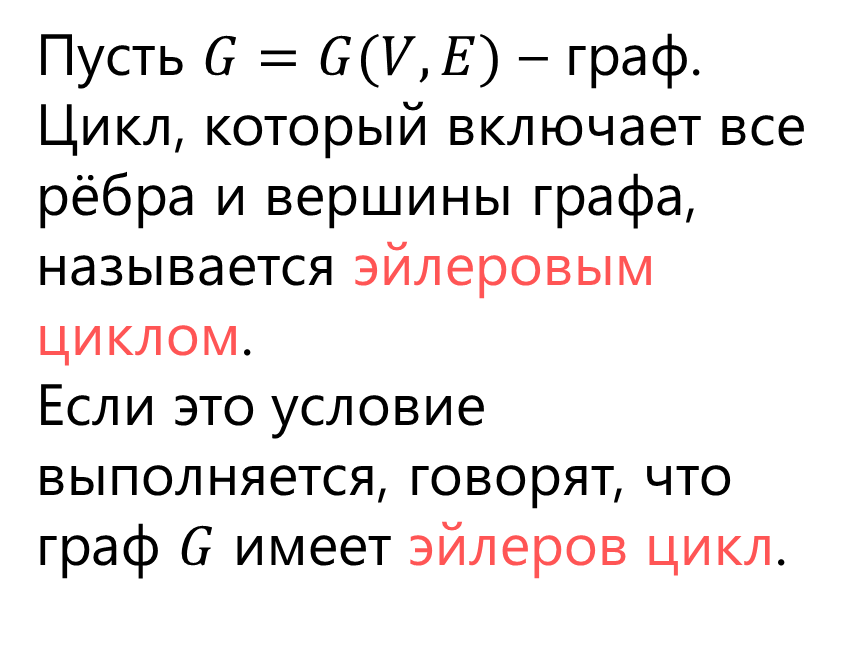 Пусть G = G(V, E) – граф.
Цикл, который включает все
рёбра и вершины графа,
называется эйлеровым
циклом.
Если это условие
выполняется, говорят, что
граф G имеет эйлеров цикл.